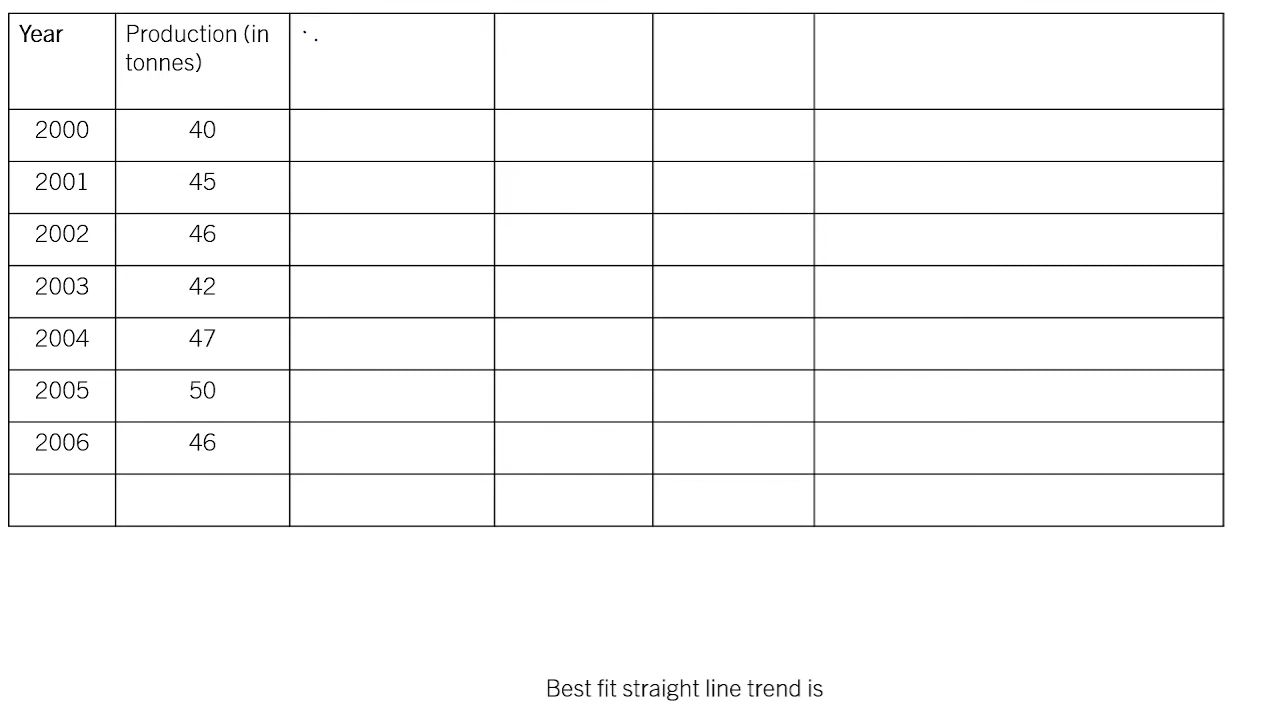 Year Production (in
tonnes)
2000 40
2001 45
2002 46
2003 42
2004 47
2005 50
2006 46
Best fit straight line trend is